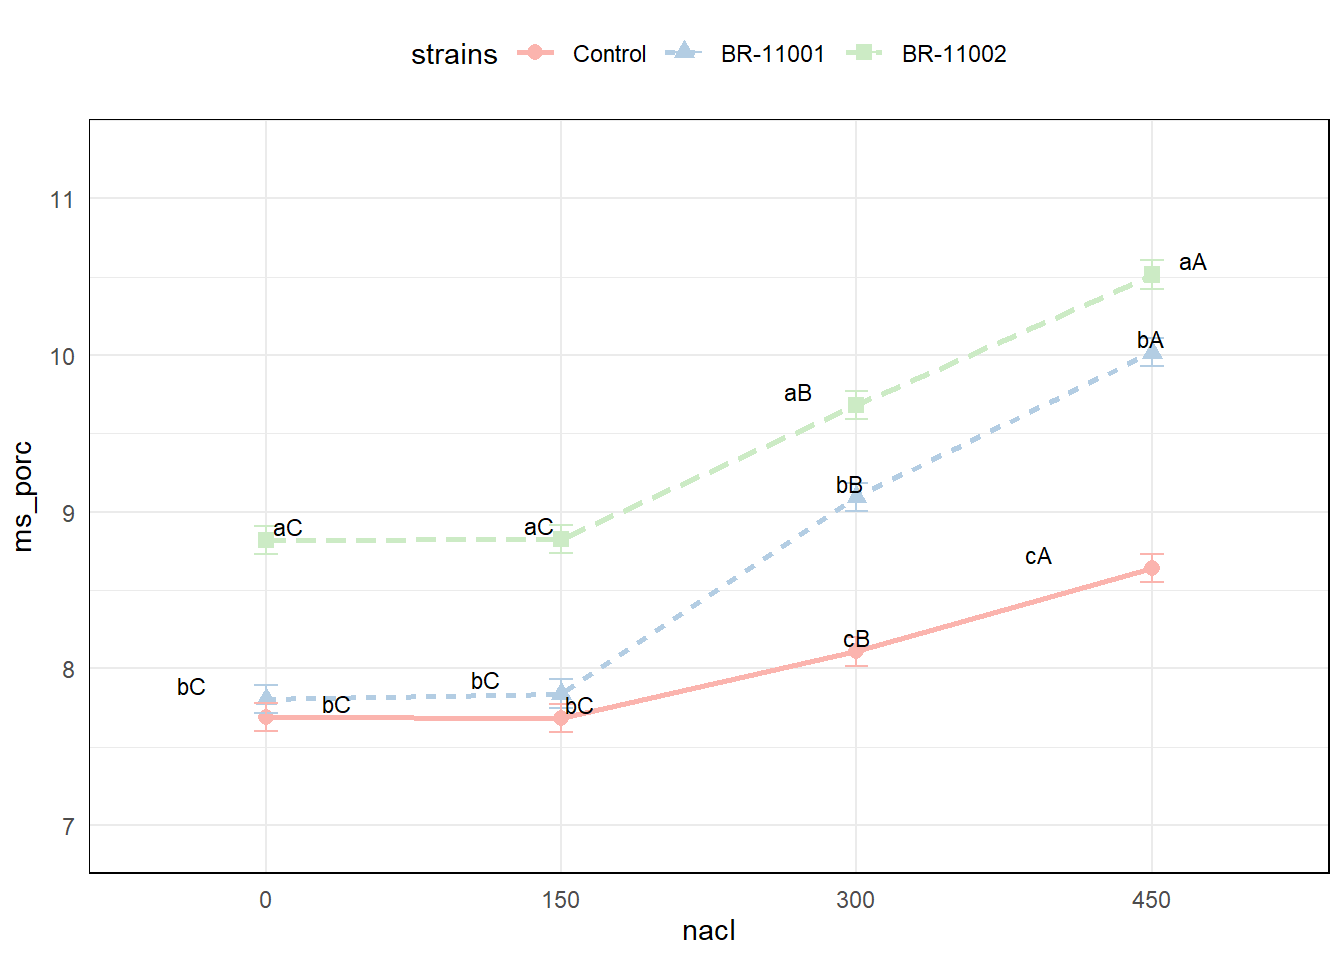 strains Control BR-11001 BR-11002
11
aA
10
bA
aB
ms_porc
9
bB
aC
aC
cA
8
cB
bC
bC
bC
bC
7
0 150 300 450
nacl